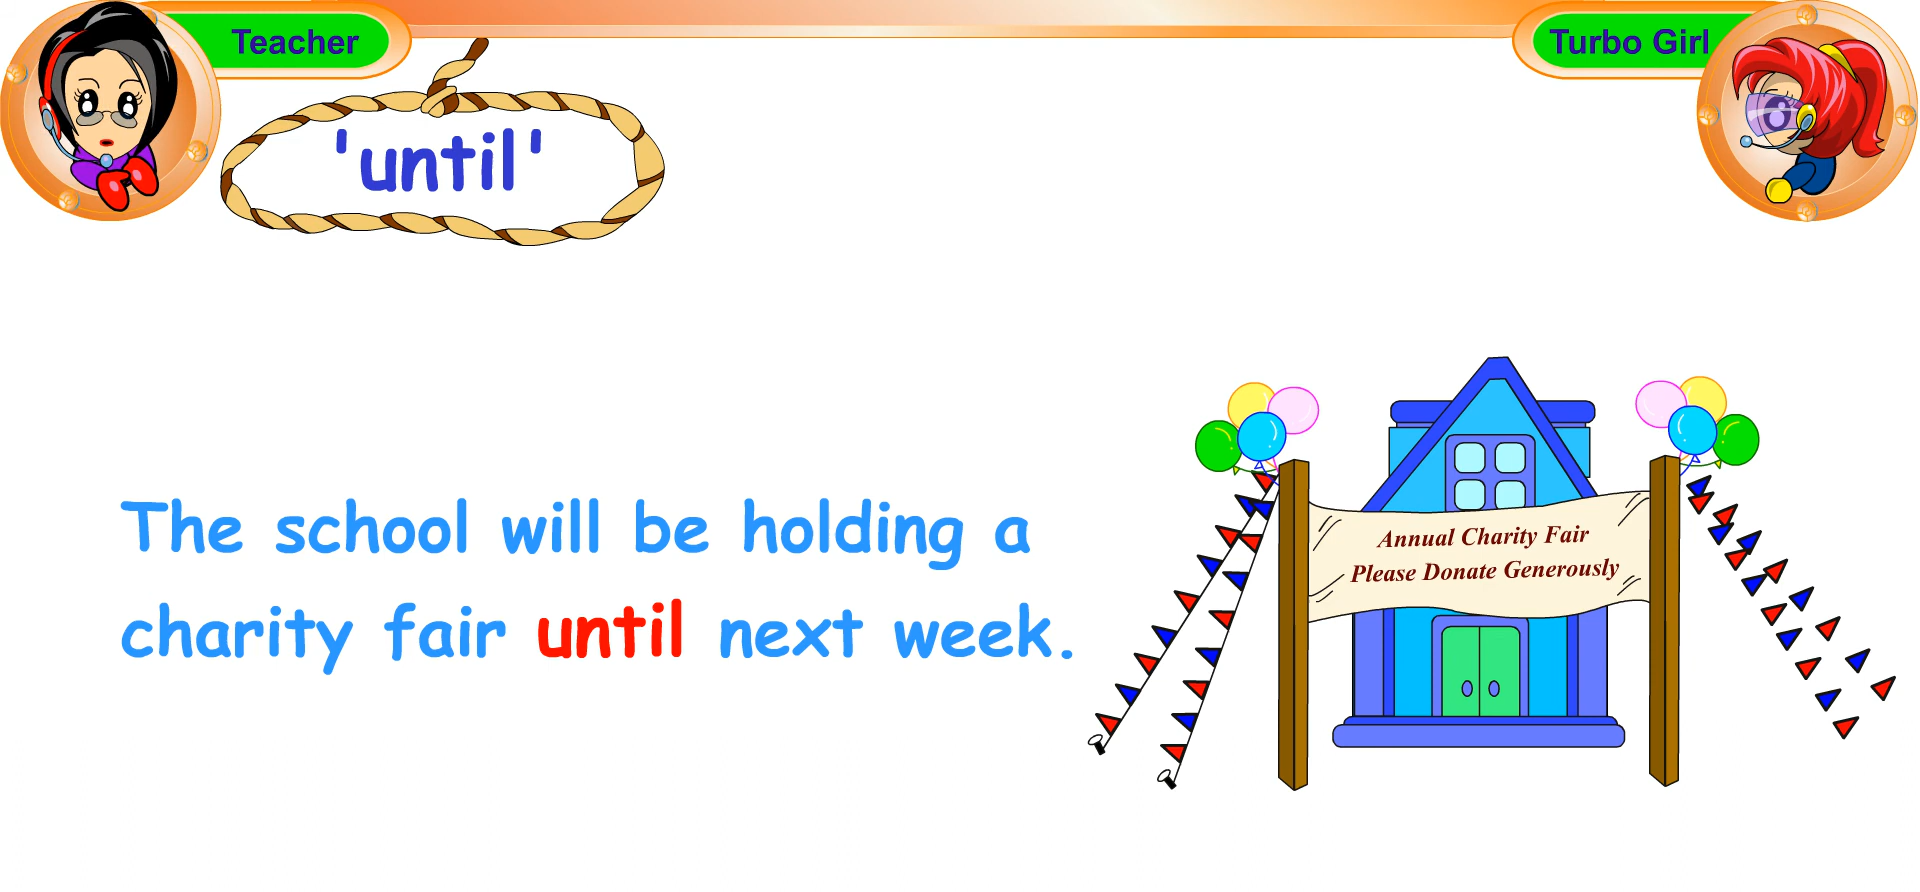 Teacher
Turbo Girl
'until'
The school will be holding a
charity fair until next week.
Annual Charity Fair
Please Donate Generously